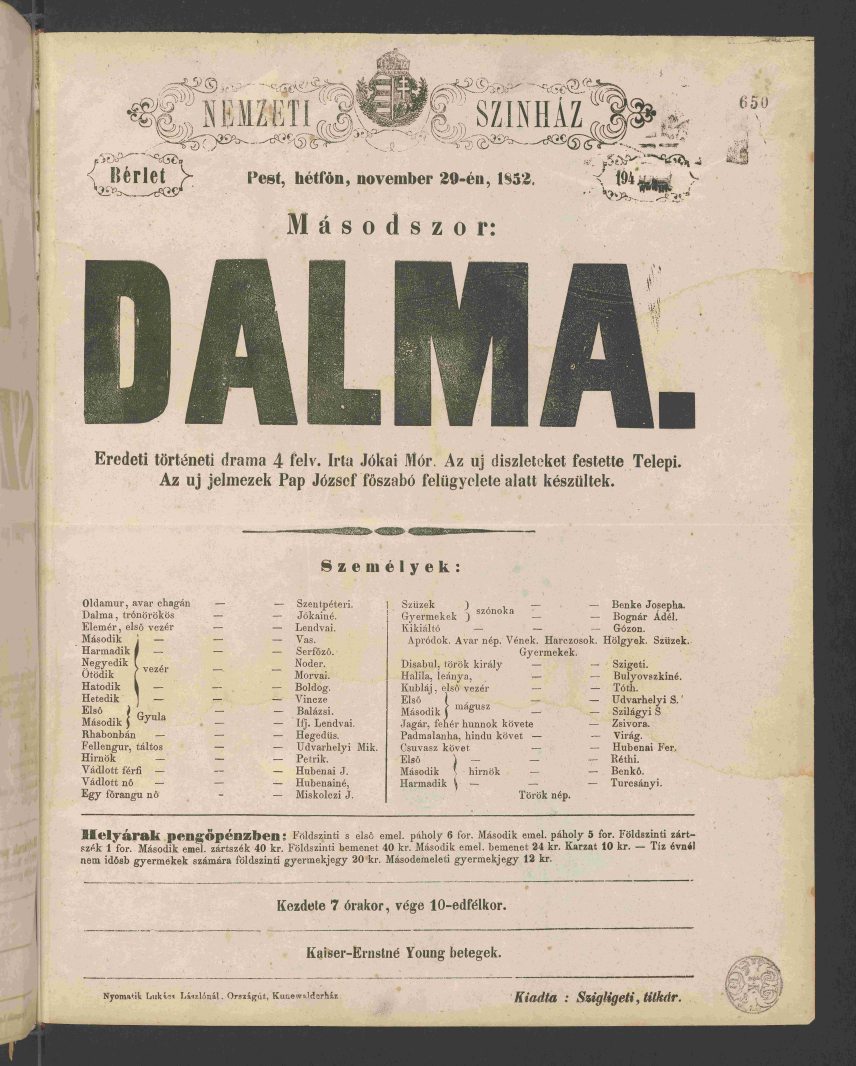 NEMZETI SZINHÁZ
650
Bérlet
Pest, hétfőn, november 29-én, 1852.
194
Másodszor:
DALMA.
Eredeti történeti drama 4 felv. Irta Jókai Mór. Az uj diszleteket festette Telepi.
Az uj jelmezek Pap József főszabó felügyelete alatt készültek.
Személyek:
Oldamur, avar chagán — — Szentpéteri.
Dalma, trónörökös — — Jókainé.
Elemér, első vezér — — Lendvai.
Második — — Vas.
Harmadik — — Serfőző.
Negyedik — Noder.
vezér
Ötödik — Morvai.
Hatodik — — Boldog.
Hetedik — — Vincze
Első — — Balázsi.
Gyula
Második — — Ifj. Lendvai.
Rhabonbán — — — Hegedüs.
Fellengur, táltos — — Udvarhelyi Mik.
Hirnök — — — Petrik.
Vádlott férfi — — — Hubenai J.
Vádlott nő — — — Hubenainé,
Egy főrangu nő - — Miskolezi J.
Szüzek ) — — Benke Josepha.
szónoka
Gyermekek ) — — Bognár Adél.
Kikiáltó — — — Gózon.
Apródok. Avar nép. Vének. Harczosok. Hölgyek. Szüzek.
Gyermekek.
Disabul, török király — — Szigeti.
Halila, leánya, — — Bulyovszkiné.
Kubláj, első vezér — — Tóth.
Első — — Udvarhelyi S.
mágusz
Második — — Szilágyi S
Jagár, fehér hunnok követe — Zsivora.
Padmalanha, hindu követ — — Virág.
Csuvasz követ — — Hubenai Fer.
Első — — — Réthi.
Második hirnök — — Benkő.
Harmadik — — — Turcsányi.
Török nép.
Helyárak pengőpénzben: Földszinti s első emel. páholy 6 for. Második emel. páholy 5 for. Földszinti zárt-
szék 1 for. Második emel. zártszék 40 kr. Földszinti bemenet 40 kr. Második emel. bemenet 24 kr. Karzat 10 kr. — Tíz évnél
nem idősb gyermekek számára földszinti gyermekjegy 20 kr. Másodemeleti gyermekjegy 12 kr.
Kezdete 7 órakor, vége 10-edfélkor.
Kaiser-Ernstné Young betegek.
Nyomatik Lukács Lászlónál. Országút, Kunewalderház
Kiadta : Szigligeti, titkár.